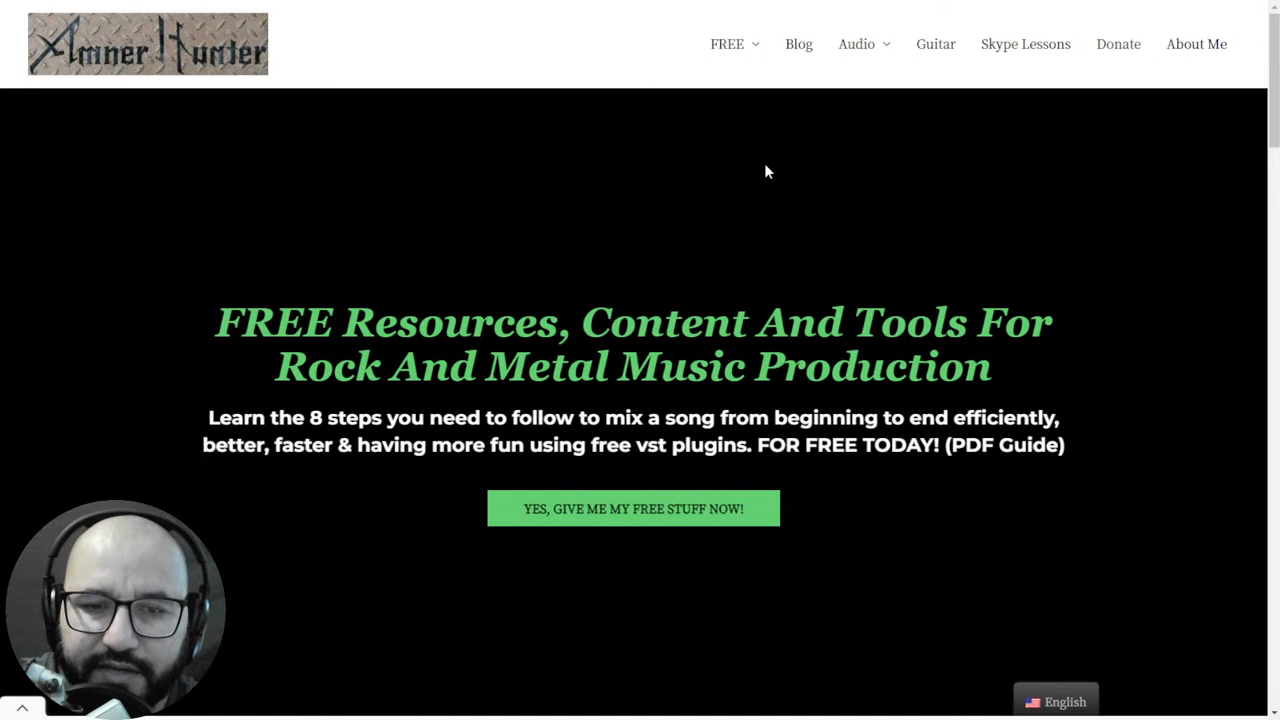 Amner Hunter
FREE Blog Audio Guitar Skype Lessons Donate About Me
FREE Resources, Content And Tools For
Rock And Metal Music Production
Learn the 8 steps you need to follow to mix a song from beginning to end efficiently,
better, faster & having more fun using free vst plugins. FOR FREE TODAY! (PDF Guide)
YES, GIVE ME MY FREE STUFF NOW!
English